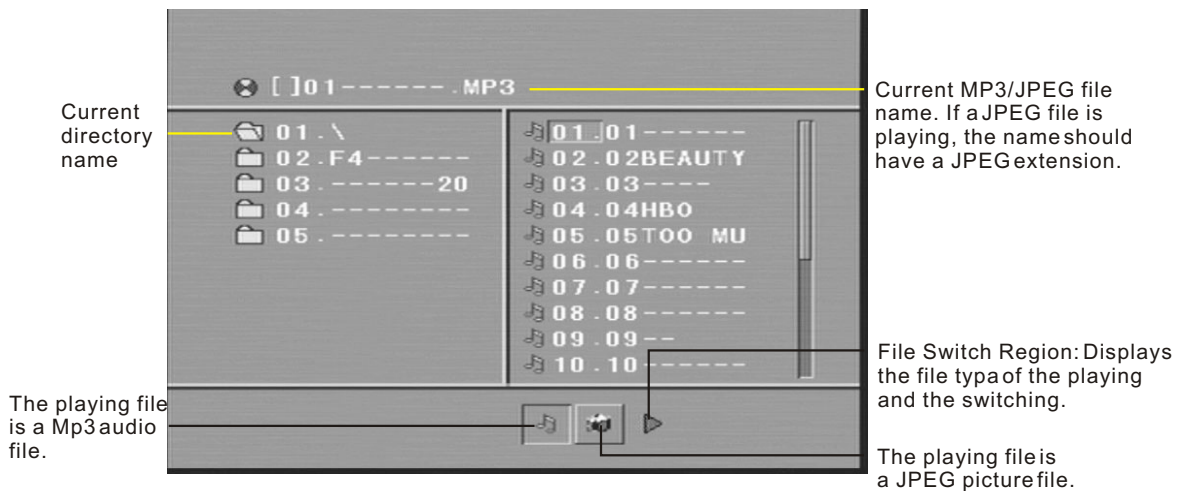 [ ]01-------.MP3
Current
directory
name
01.\
02.F4------
03.------20
04.--------
05.--------
01.01------
02.02BEAUTY
03.03----
04.04HBO
05.05TOO MU
06.06------
07.07------
08.08------
09.09--
10.10------
Current MP3/JPEG file
name. If a JPEG file is
playing, the name should
have a JPEG extension.
File Switch Region: Displays
the file typa of the playing
and the switching.
The playing file
is a Mp3 audio
file.
The playing file is
a JPEG picture file.